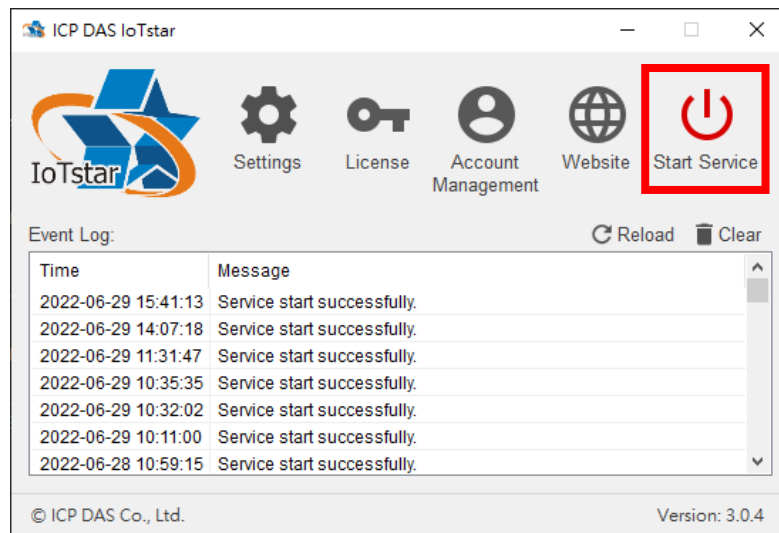 ICP DAS IoTstar
IoTstar
Settings
License
Account
Management
Website
Start Service
Event Log:
Reload
Clear
Time Message
2022-06-29 15:41:13 Service start successfully.
2022-06-29 14:07:18 Service start successfully.
2022-06-29 11:31:47 Service start successfully.
2022-06-29 10:35:35 Service start successfully.
2022-06-29 10:32:02 Service start successfully.
2022-06-29 10:11:00 Service start successfully.
2022-06-28 10:59:15 Service start successfully.
© ICP DAS Co., Ltd.
Version: 3.0.4